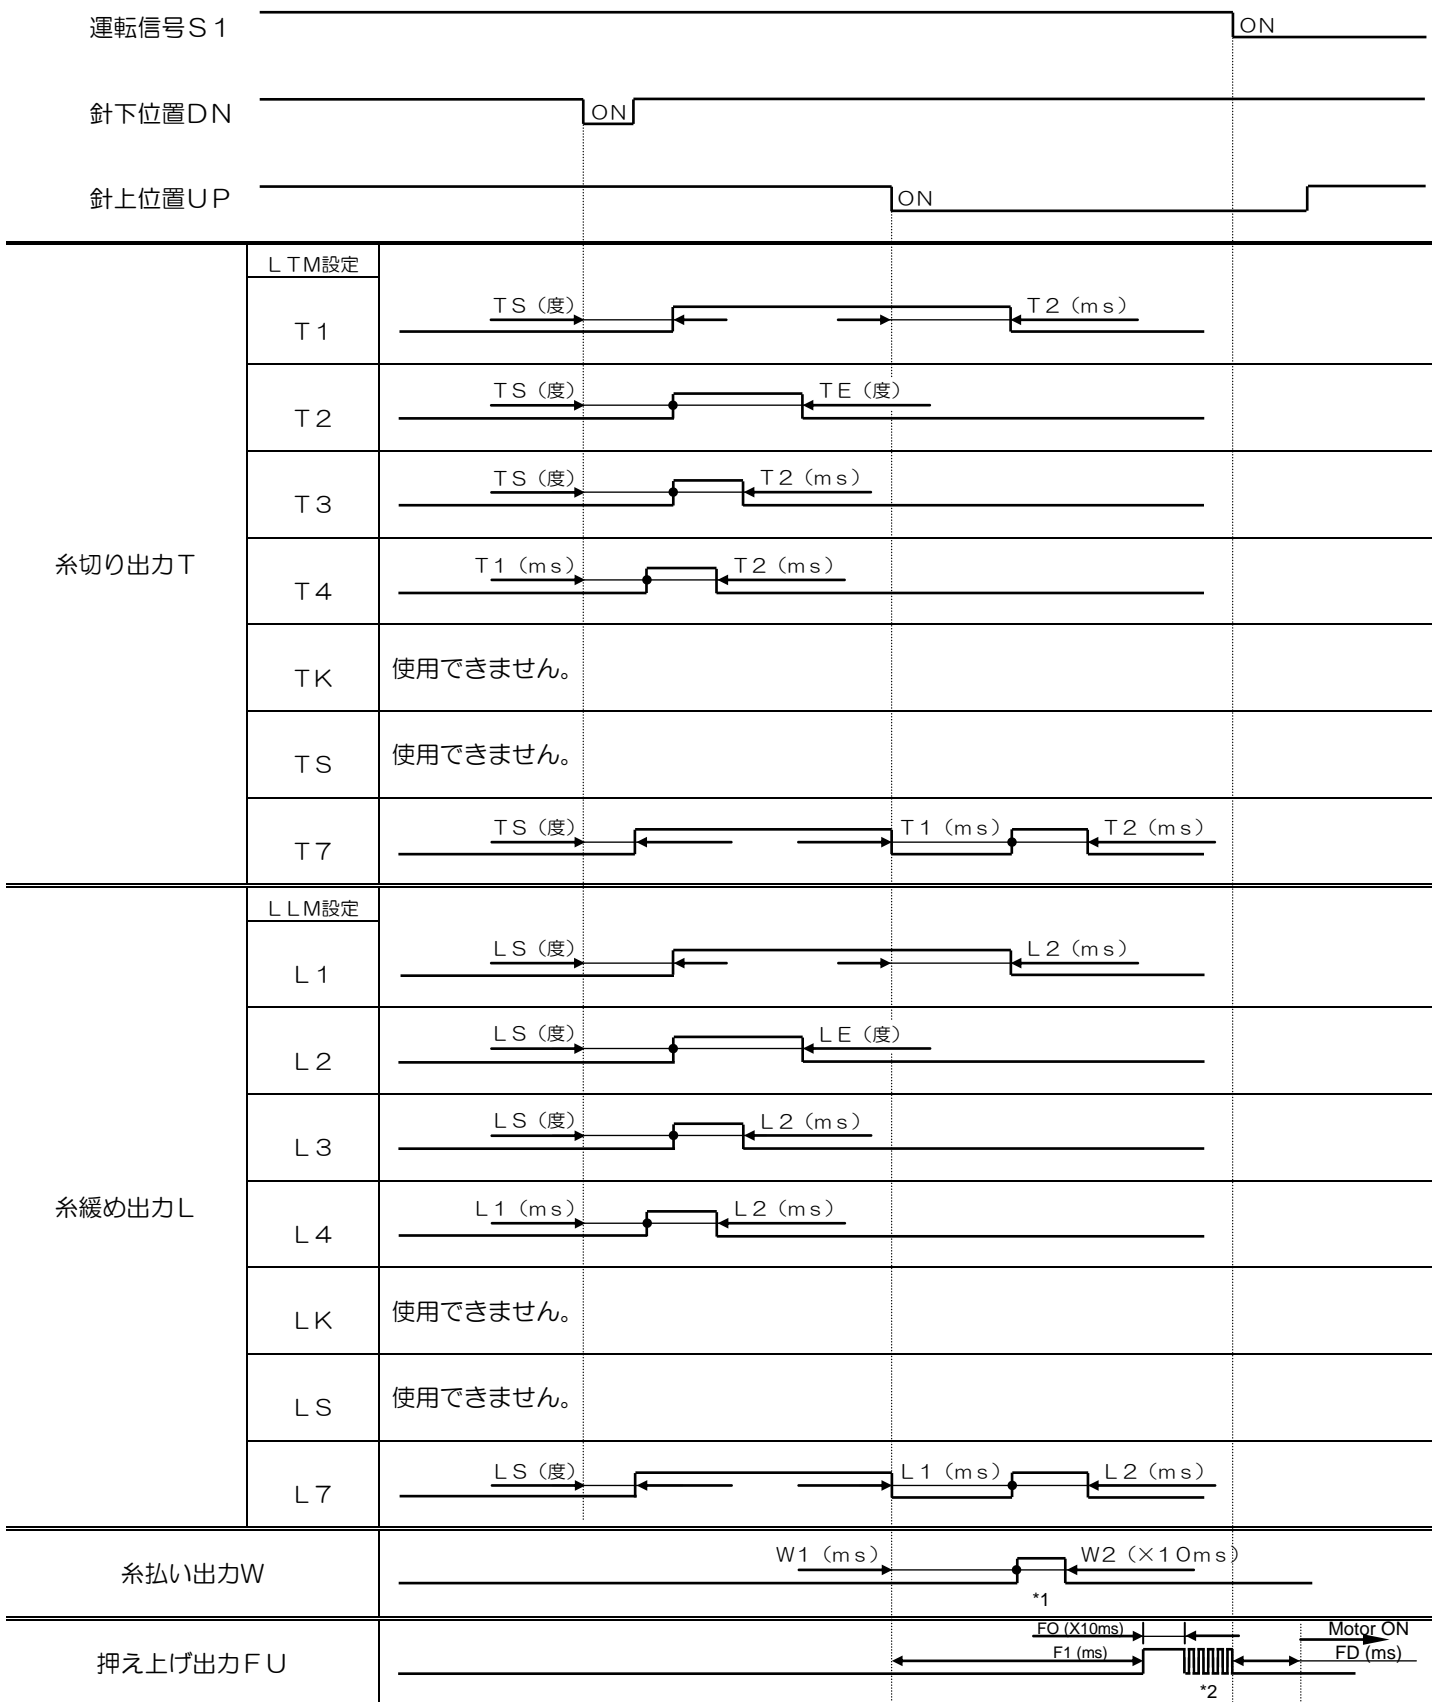 運転信号Ｓ１
ON
針下位置ＤＮ
ON
針上位置ＵＰ
ON
糸切り出力Ｔ
ＬＴＭ設定
Ｔ１
ＴＳ（度）
Ｔ２（ｍｓ）
Ｔ２
ＴＳ（度）
ＴＥ（度）
Ｔ３
ＴＳ（度）
Ｔ２（ｍｓ）
Ｔ４
Ｔ１（ｍｓ）
Ｔ２（ｍｓ）
ＴＫ
使用できません。
ＴＳ
使用できません。
Ｔ７
ＴＳ（度）
Ｔ１（ｍｓ）
Ｔ２（ｍｓ）
糸緩め出力Ｌ
ＬＬＭ設定
Ｌ１
ＬＳ（度）
Ｌ２（ｍｓ）
Ｌ２
ＬＳ（度）
ＬＥ（度）
Ｌ３
ＬＳ（度）
Ｌ２（ｍｓ）
Ｌ４
Ｌ１（ｍｓ）
Ｌ２（ｍｓ）
ＬＫ
使用できません。
ＬＳ
使用できません。
Ｌ７
ＬＳ（度）
Ｌ１（ｍｓ）
Ｌ２（ｍｓ）
糸払い出力Ｗ
Ｗ１（ｍｓ）
Ｗ２（×１０ｍｓ）
*1
押え上げ出力ＦＵ
FO (X10ms)
Motor ON
F1 (ms)
FD (ms)
*2